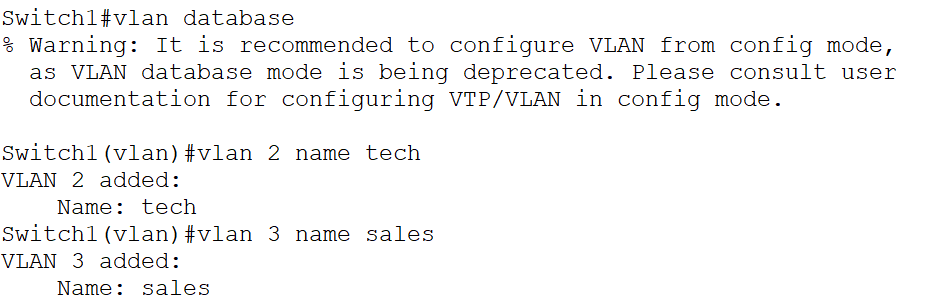 Switch1#vlan database
% Warning: It is recommended to configure VLAN from config mode,
  as VLAN database mode is being deprecated. Please consult user
  documentation for configuring VTP/VLAN in config mode.

Switch1(vlan)#vlan 2 name tech
VLAN 2 added:
    Name: tech
Switch1(vlan)#vlan 3 name sales
VLAN 3 added:
    Name: sales